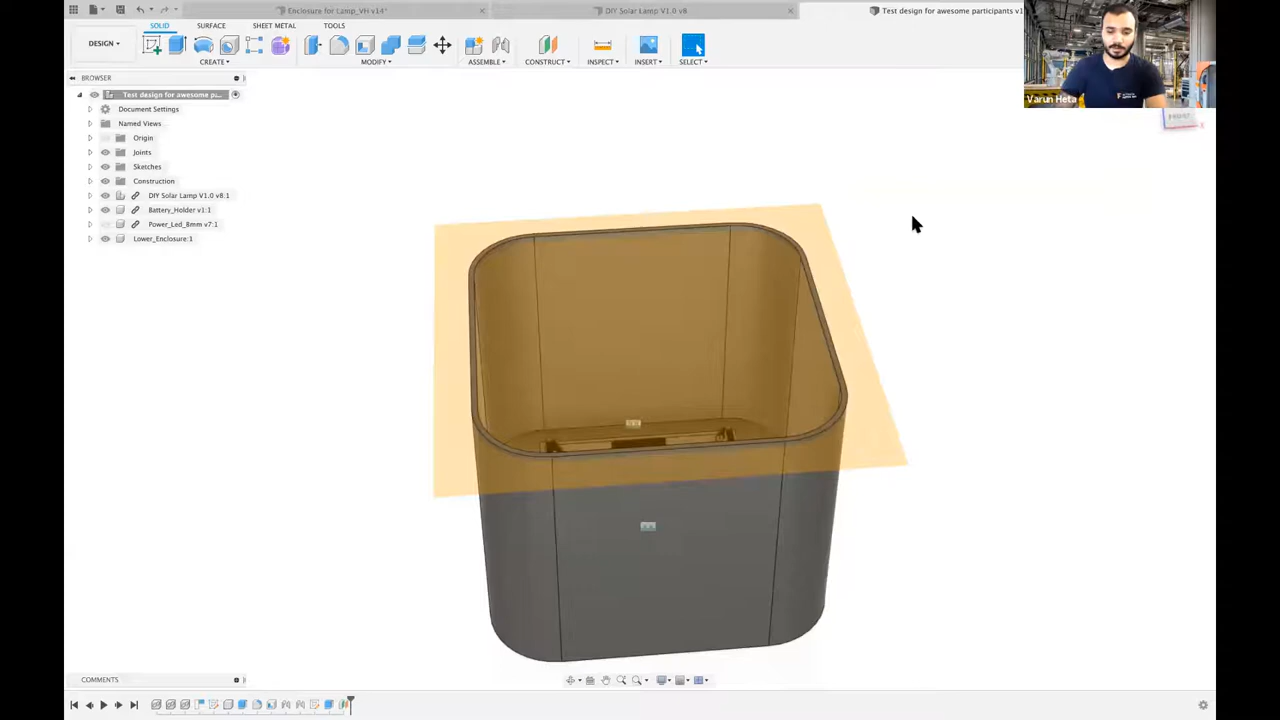 Enclosure for Lamp_VH v14*
DIY Solar Lamp V1.0 v8
Test design for awesome participants v1
SOLID
SURFACE
SHEET METAL
TOOLS
DESIGN
CREATE
MODIFY
ASSEMBLE
CONSTRUCT
INSPECT
INSERT
SELECT
BROWSER
Test design for awesome p...
Document Settings
Named Views
Origin
Joints
Sketches
Construction
DIY Solar Lamp V1.0 v8:1
Battery_Holder v1:1
Power_Led_8mm v7:1
Lower_Enclosure:1
Varun Heta
X
COMMENTS